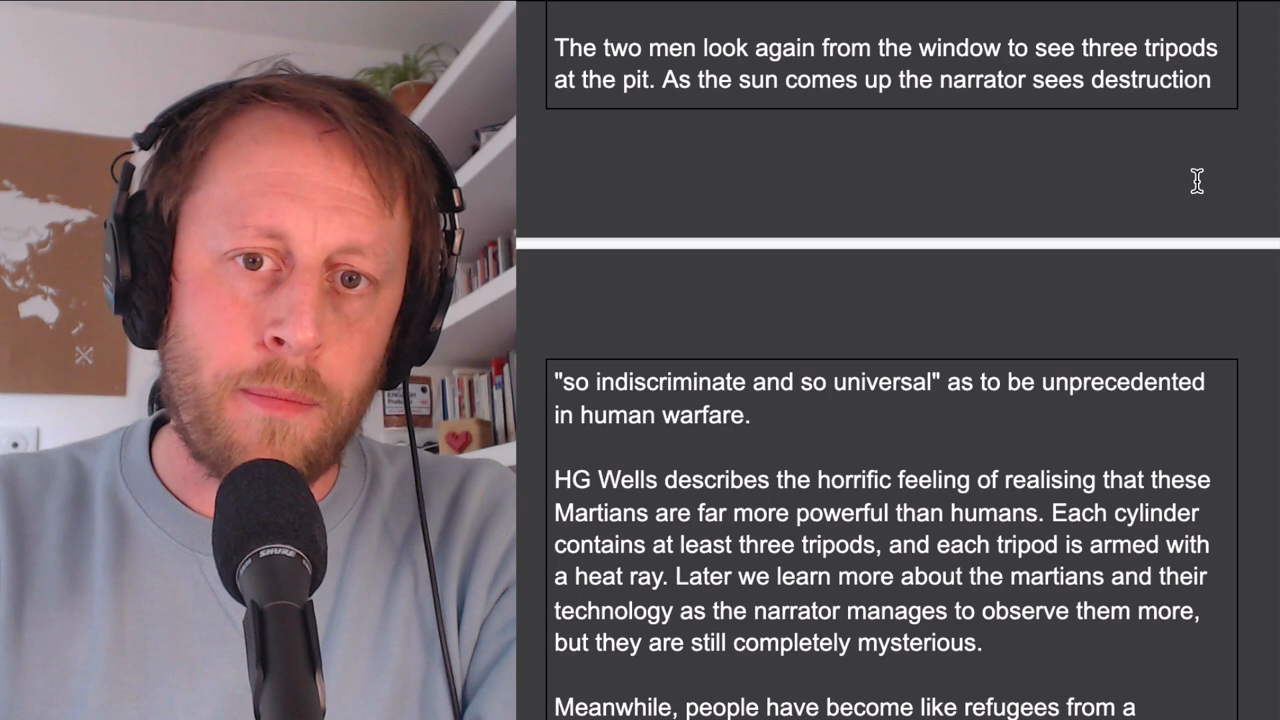 The two men look again from the window to see three tripods
at the pit. As the sun comes up the narrator sees destruction
"so indiscriminate and so universal" as to be unprecedented
in human warfare.
HG Wells describes the horrific feeling of realising that these
Martians are far more powerful than humans. Each cylinder
contains at least three tripods, and each tripod is armed with
a heat ray. Later we learn more about the martians and their
technology as the narrator manages to observe them more,
but they are still completely mysterious.
Meanwhile, people have become like refugees from a
SHURE